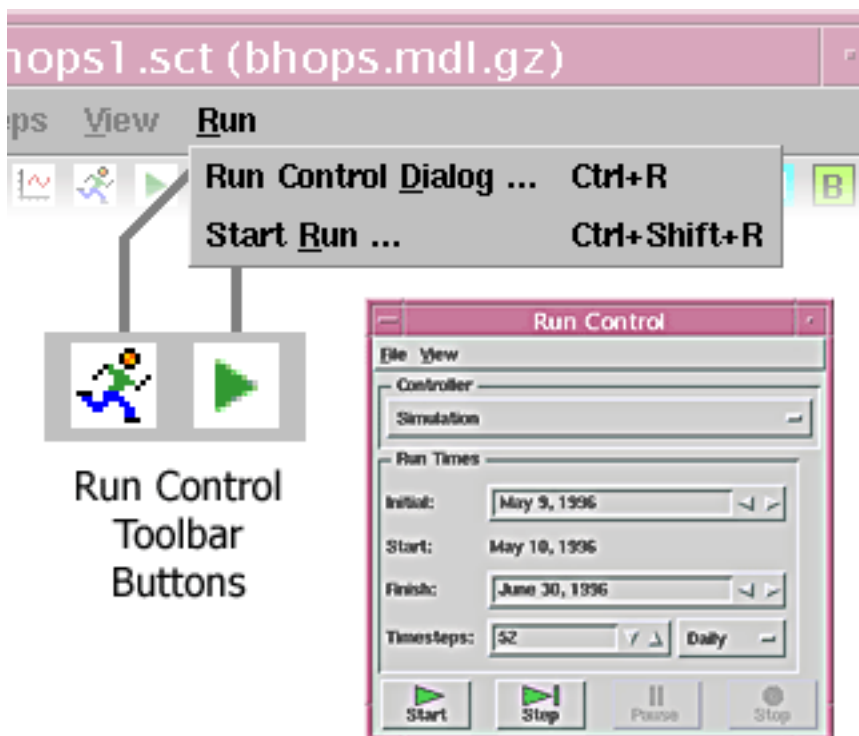 hops1.sct (bhops.mdl.gz)
eps View Run
Run Control Dialog ... Ctrl+R
Start Run ... Ctrl+Shift+R
B
Run Control
Toolbar
Buttons
Run Control
File View
Controller
Simulation
Run Times
Initial: May 9, 1996
Start: May 10, 1996
Finish: June 30, 1996
Timesteps: 52 Daily
Start Step Pause Stop